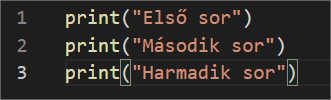 1 print("Első sor")
2 print("Második sor")
3 print("Harmadik sor")